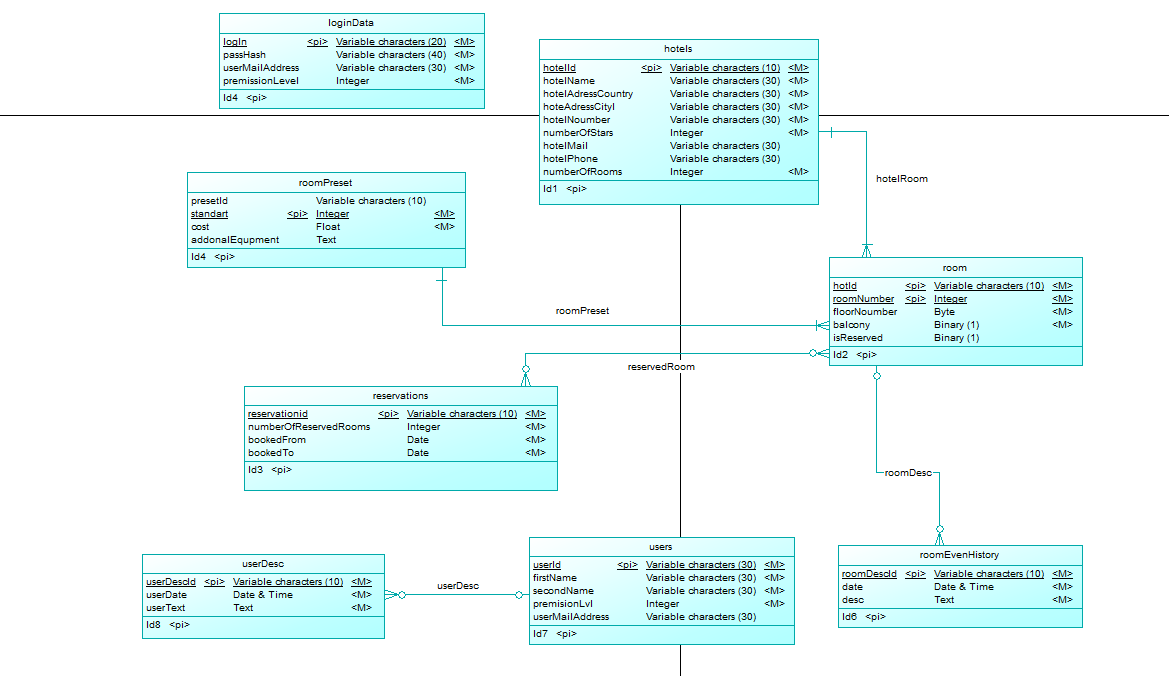 loginData
logIn <pi> Variable characters (20) <M>
passHash Variable characters (40) <M>
userMailAddress Variable characters (30) <M>
premissionLevel Integer <M>
Id4 <pi>
hotels
hotelId <pi> Variable characters (10) <M>
hotelName Variable characters (30) <M>
hotelAdressCountry Variable characters (30) <M>
hoteAdressCityl Variable characters (30) <M>
hotelNoumber Variable characters (30) <M>
numberOfStars Integer <M>
hotelMail Variable characters (30)
hotelPhone Variable characters (30)
numberOfRooms Integer <M>
Id1 <pi>
hotelRoom
roomPreset
presetId Variable characters (10)
standart <pi> Integer <M>
cost Float <M>
addonalEqupment Text
Id4 <pi>
room
hotId <pi> Variable characters (10) <M>
roomNumber <pi> Integer <M>
floorNoumber Byte <M>
balcony Binary (1) <M>
isReserved Binary (1)
Id2 <pi>
roomPreset
reservedRoom
reservations
reservationid <pi> Variable characters (10) <M>
numberOfReservedRooms Integer <M>
bookedFrom Date <M>
bookedTo Date <M>
Id3 <pi>
roomDesc
users
userId <pi> Variable characters (30) <M>
firstName Variable characters (30) <M>
secondName Variable characters (30) <M>
premisionLvl Integer <M>
userMailAddress Variable characters (30)
Id7 <pi>
roomEvenHistory
roomDescId <pi> Variable characters (10) <M>
date Date & Time <M>
desc Text <M>
Id6 <pi>
userDesc
userDescId <pi> Variable characters (10) <M>
userDate Date & Time <M>
userText Text <M>
Id8 <pi>
userDesc